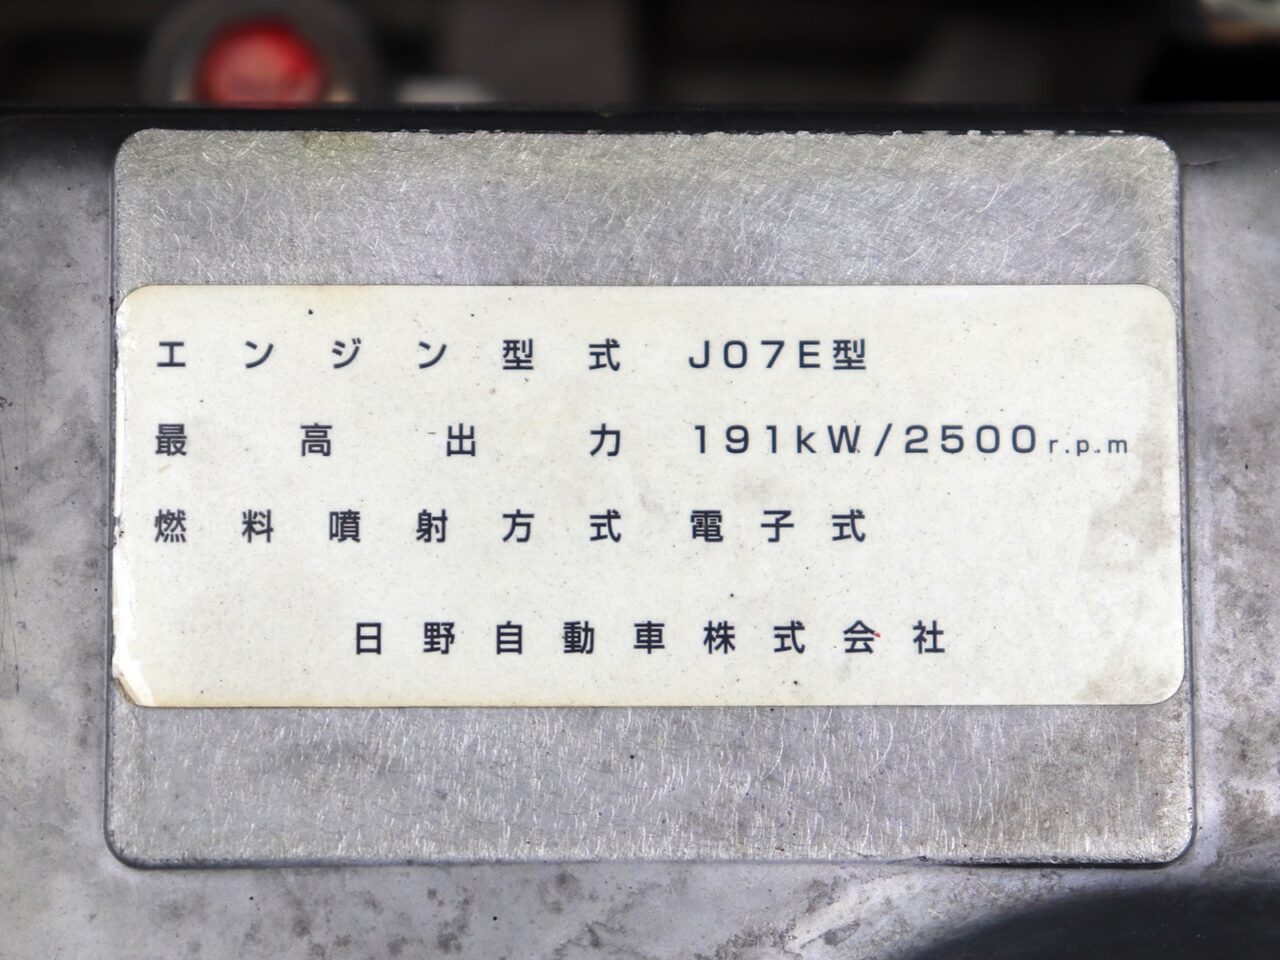 エンジン型式 J07E型
最高出力 191kW/2500r.p.m
燃料噴射方式 電子式
日野自動車株式会社